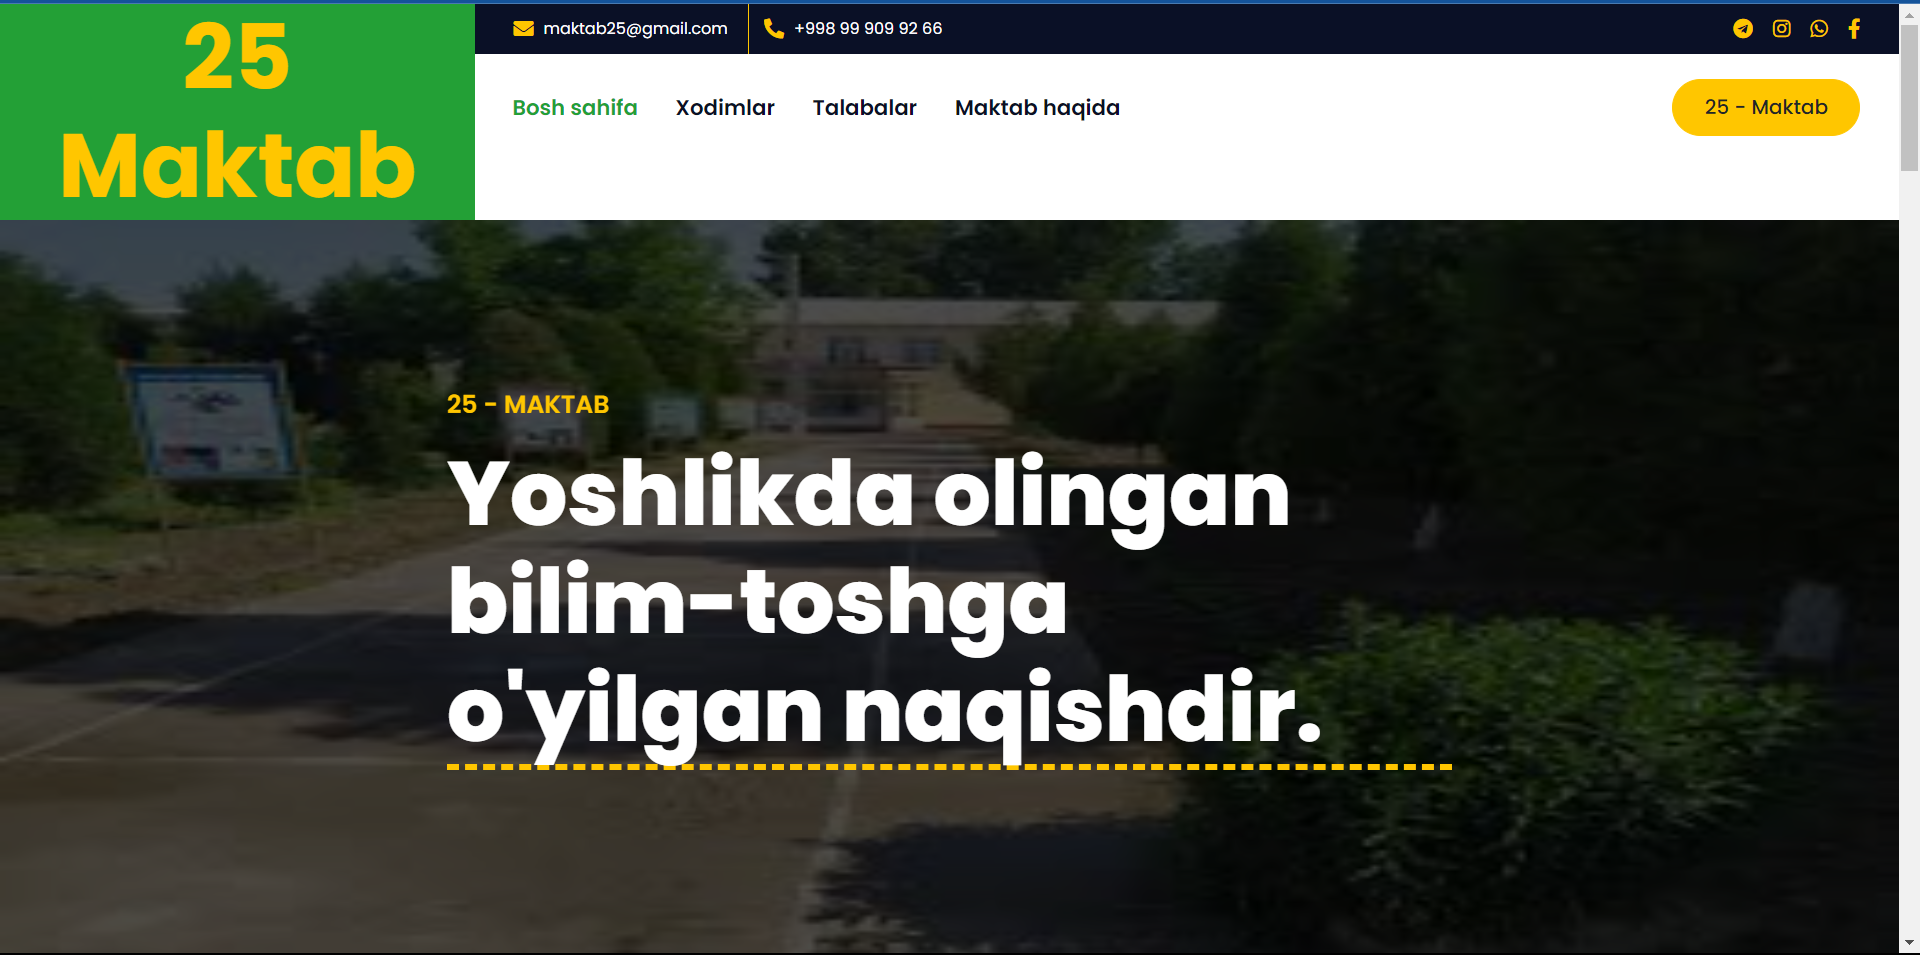 25
Maktab
maktab25@gmail.com
+998 99 909 92 66
Bosh sahifa
Xodimlar
Talabalar
Maktab haqida
25 - Maktab
25 - MAKTAB
Yoshlikda olingan
bilim-toshga
o'yilgan naqishdir.